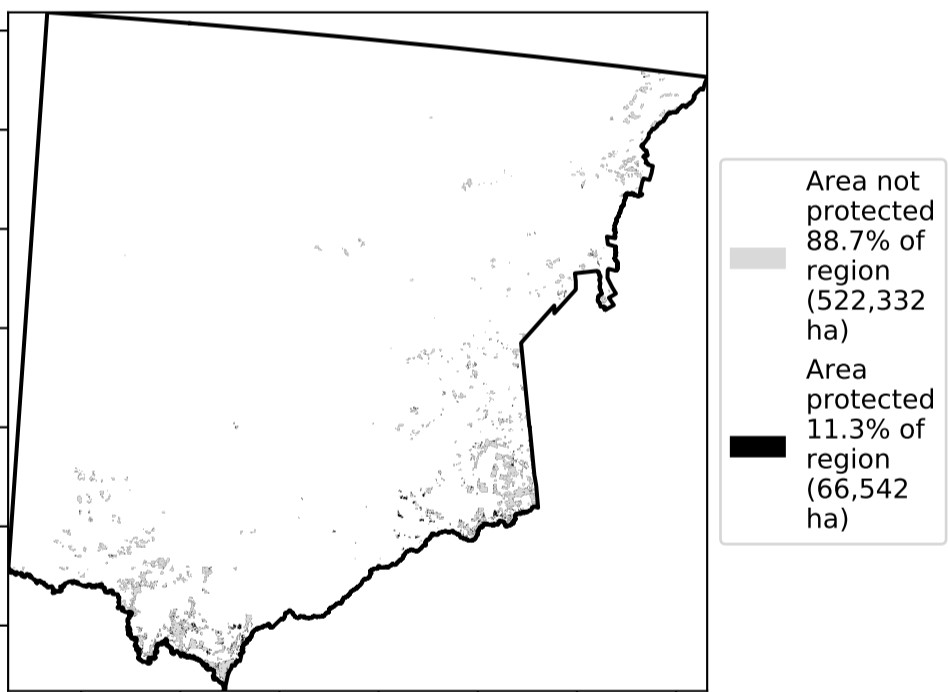 Area not
protected
88.7% of
region
(522,332
ha)
Area
protected
11.3% of
region
(66,542
ha)